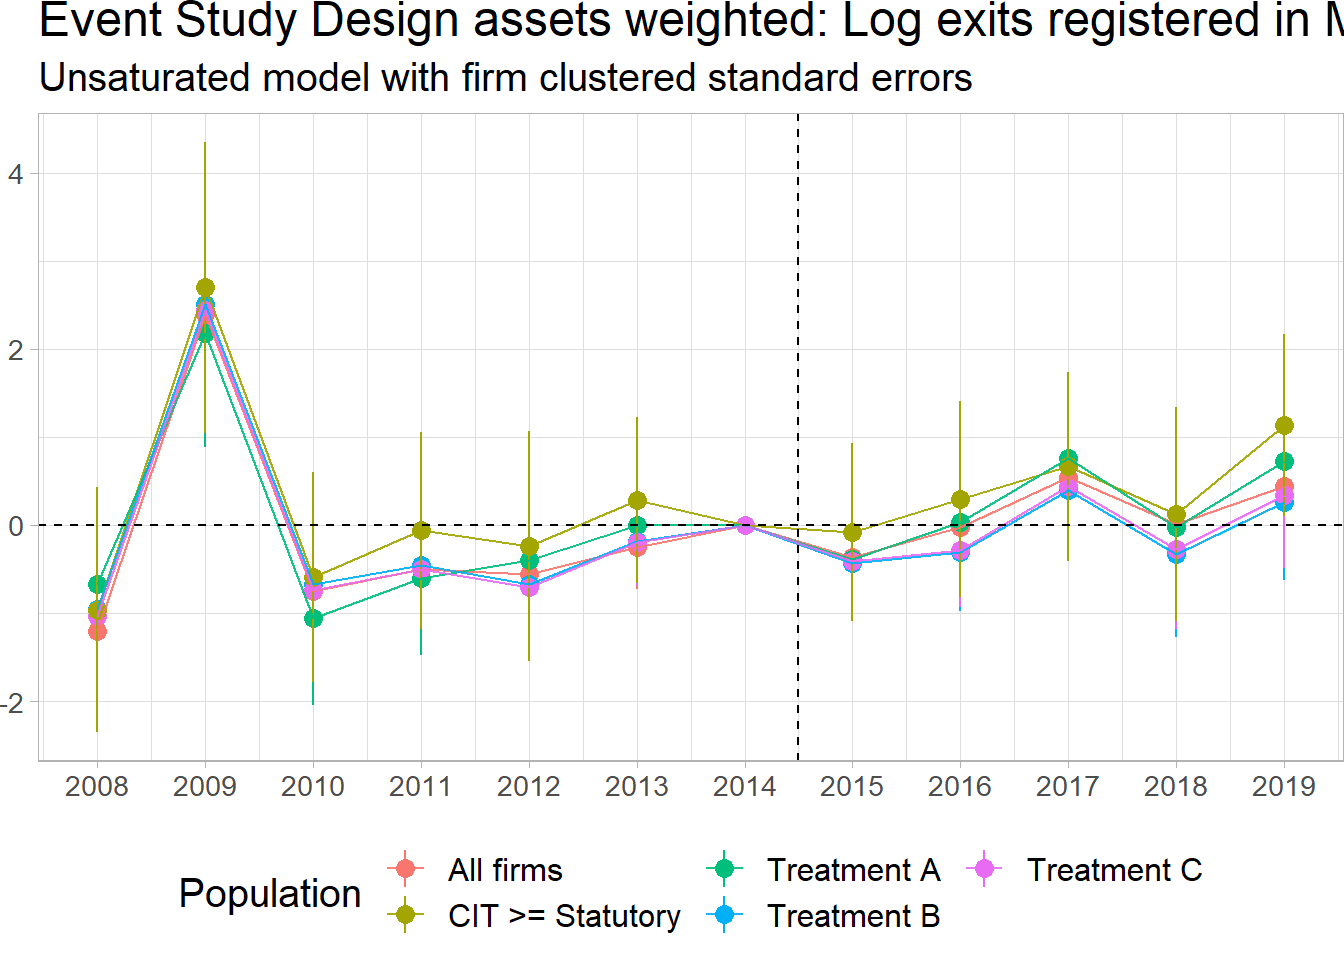 Event Study Design assets weighted: Log exits registered in M
Unsaturated model with firm clustered standard errors
4
2
0
-2
2008 2009 2010 2011 2012 2013 2014 2015 2016 2017 2018 2019
Population
All firms
CIT >= Statutory
Treatment A
Treatment B
Treatment C